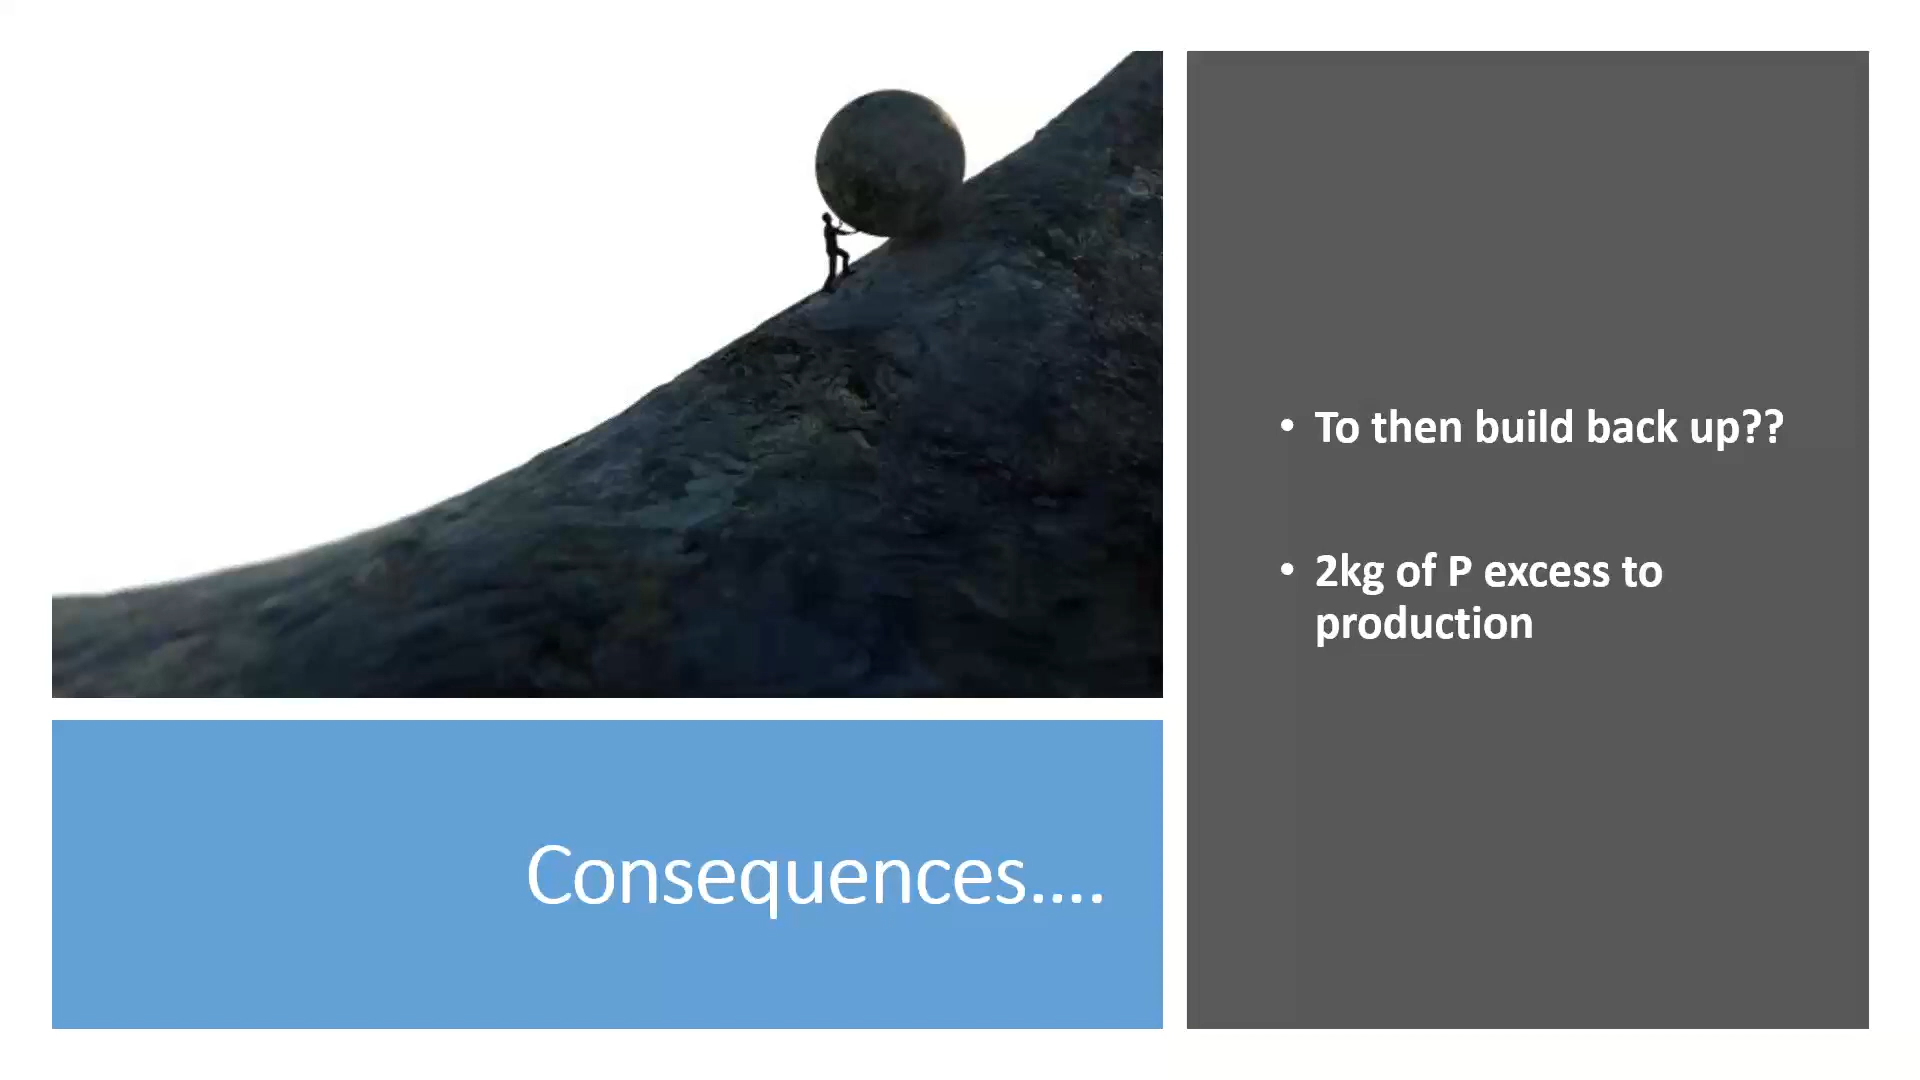 • To then build back up??
• 2kg of P excess to
production
Consequences....